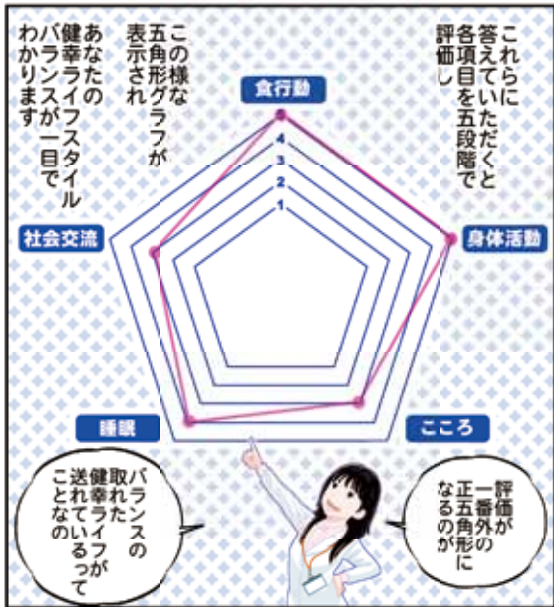 これらに
答えていただくと
各項目を五段階で
評価し
この様な
五角形グラフが
表示され
あなたの
健幸ライフスタイル
バランスが一目で
わかります
食行動
5
4
3
2
1
社会交流
身体活動
睡眠
こころ
評価が
一番外の
正五角形に
なるのが
バランスの
取れた
健幸ライフが
送れているって
ことなの